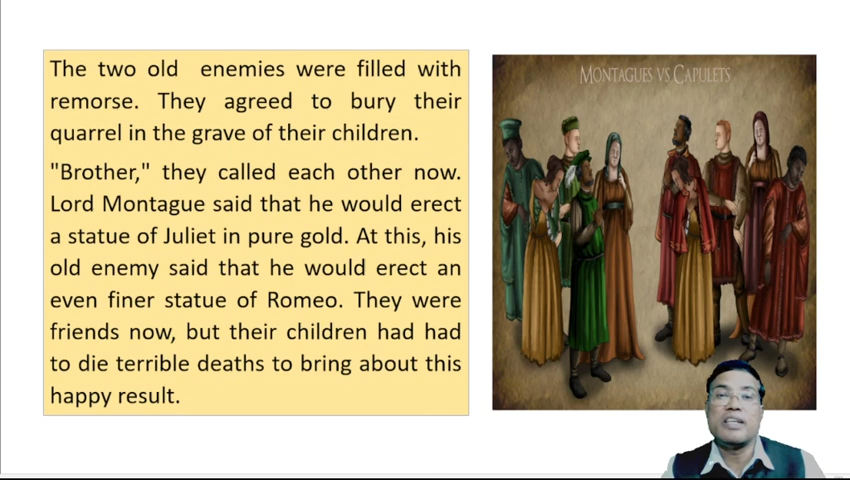 The two old enemies were filled with
remorse. They agreed to bury their
quarrel in the grave of their children.
"Brother," they called each other now.
Lord Montague said that he would erect
a statue of Juliet in pure gold. At this, his
old enemy said that he would erect an
even finer statue of Romeo. They were
friends now, but their children had had
to die terrible deaths to bring about this
happy result.
MONTAGUES VS CAPULETS